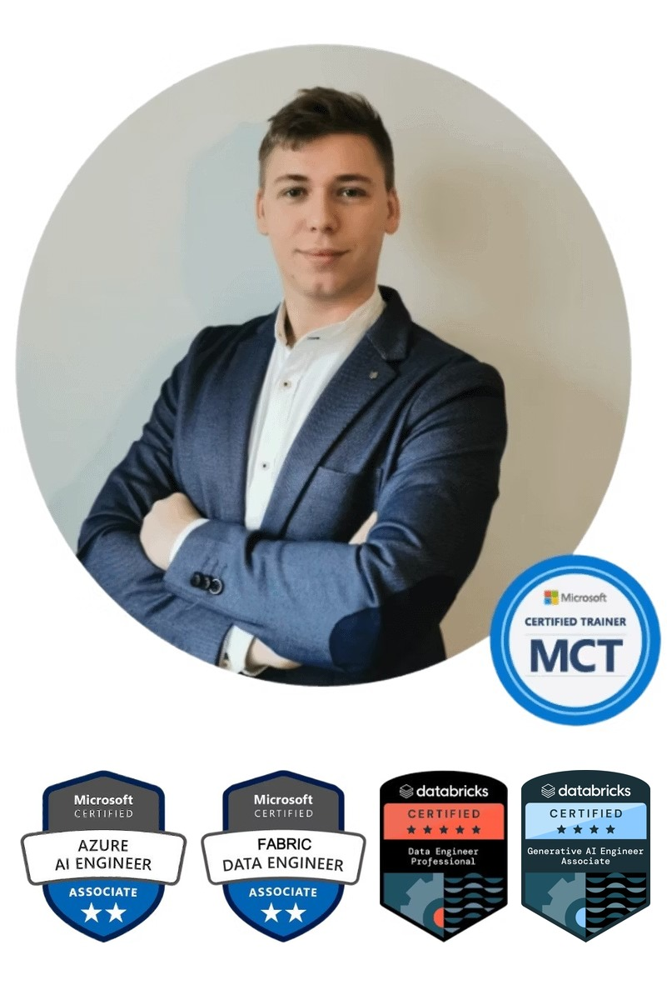 Microsoft
CERTIFIED TRAINER
MCT
Microsoft
CERTIFIED
AZURE
AI ENGINEER
ASSOCIATE
Microsoft
CERTIFIED
FABRIC
DATA ENGINEER
ASSOCIATE
databricks
CERTIFIED
Data Engineer
Professional
databricks
CERTIFIED
Generative AI Engineer
Associate